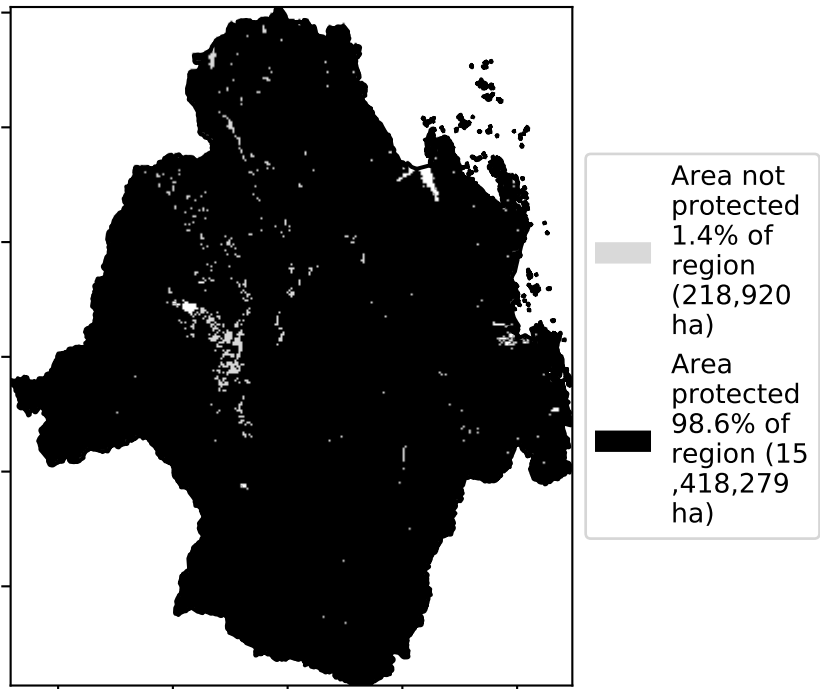 Area not
protected
1.4% of
region
(218,920
ha)
Area
protected
98.6% of
region (15
,418,279
ha)